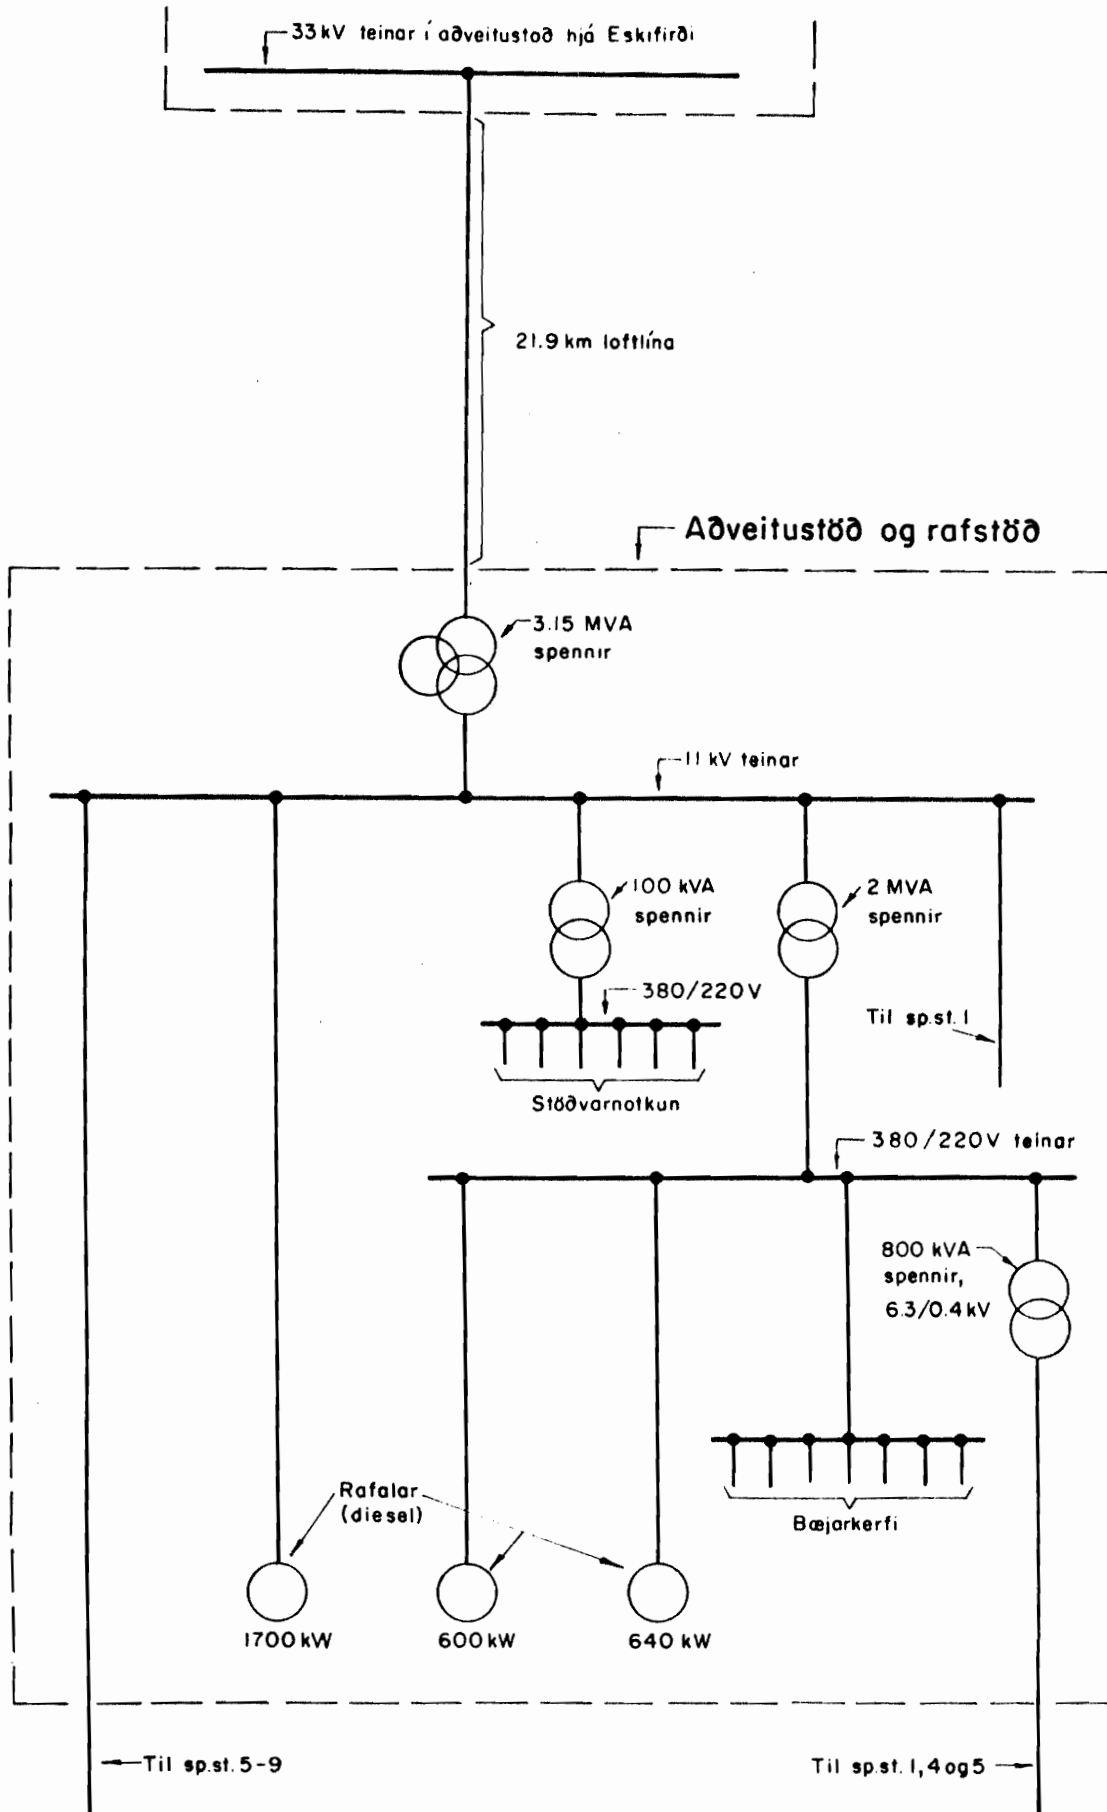 33 kV teinar í aðveitustoð hjá Eskifirði
21.9 km loftlína
Aðveitustöð og rafstöð
3.15 MVA
spennir
11 kV teinar
100 kVA
spennir
2 MVA
spennir
380/220V
Til sp.st. 1
Stöðvarnotkun
380/220V teinar
800 kVA
spennir,
6.3/0.4 kV
Rafalar
(diesel)
Bæjarkerfi
1700 kW
600 kW
640 kW
Til sp.st. 5-9
Til sp.st. 1,4 og 5